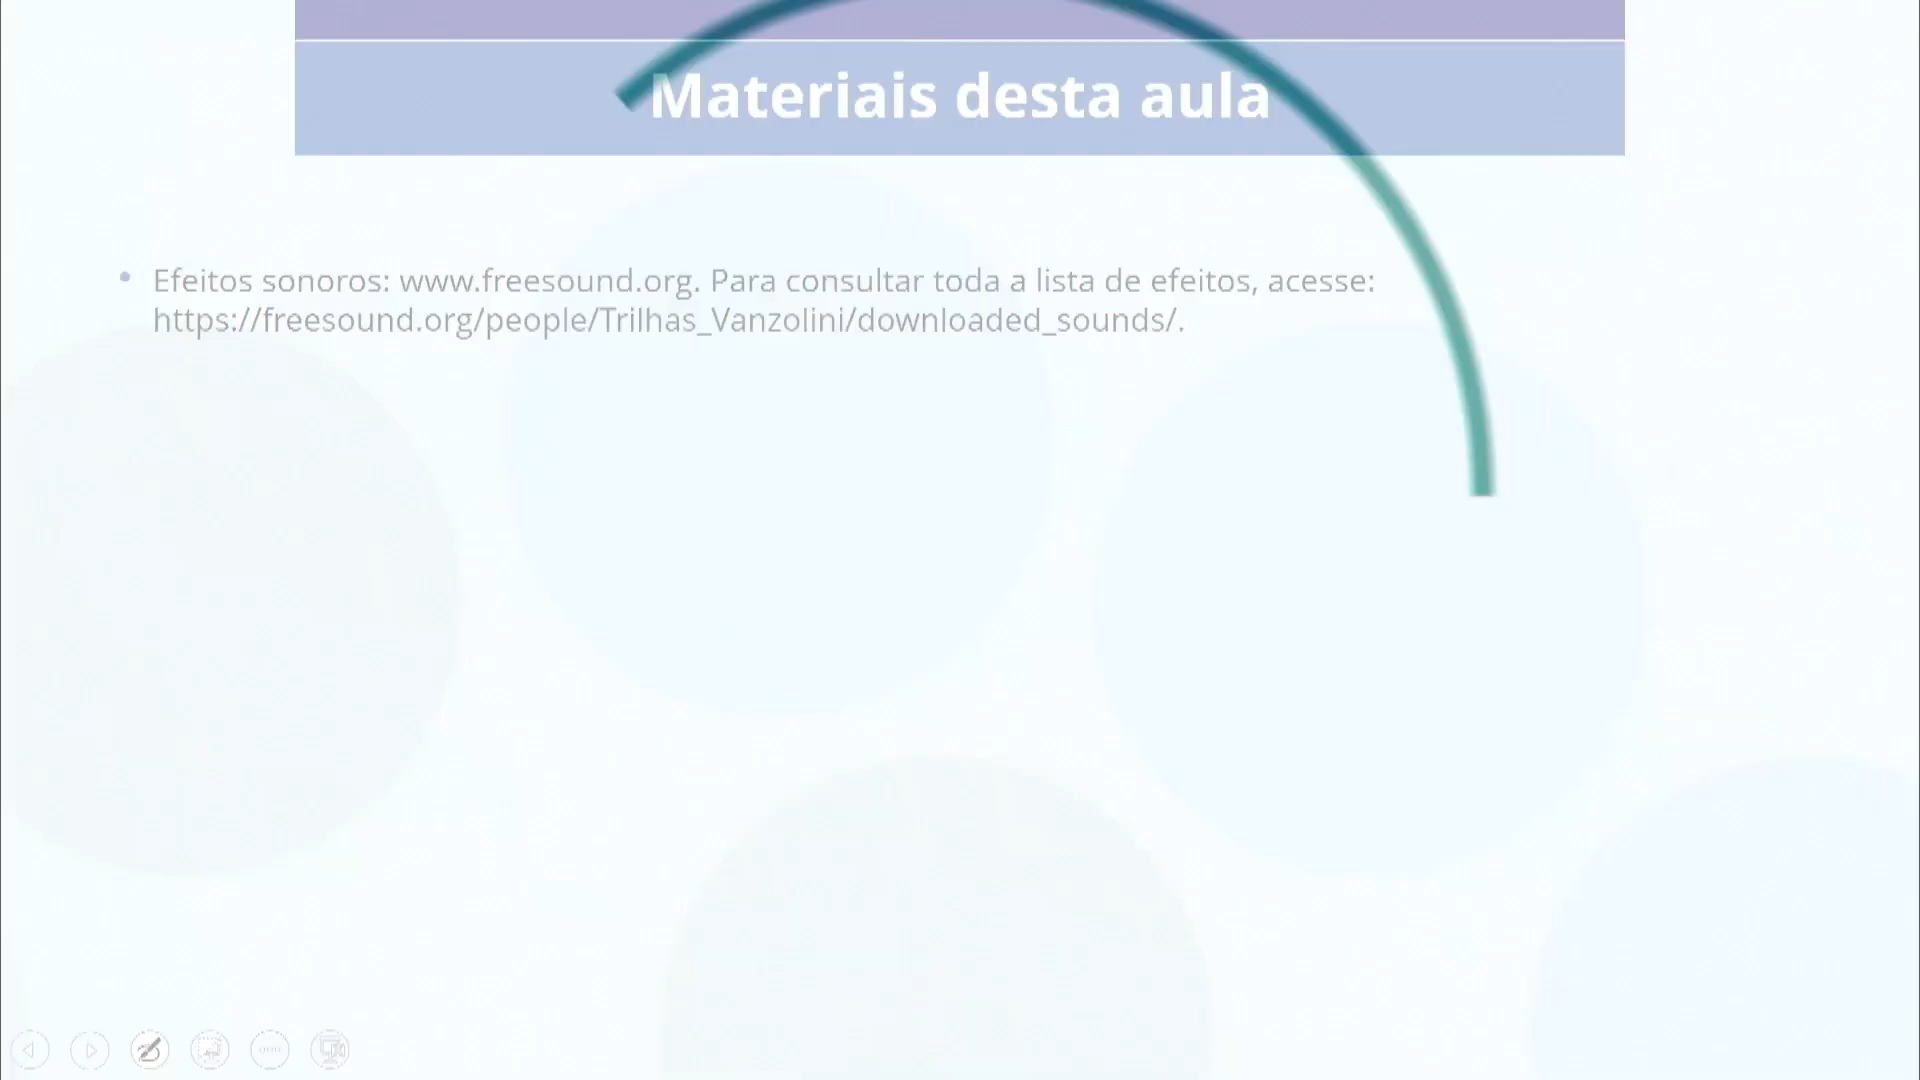 Materiais desta aula
Efeitos sonoros: www.freesound.org. Para consultar toda a lista de efeitos, acesse:
https://freesound.org/people/Trilhas_Vanzolini/downloaded_sounds/.